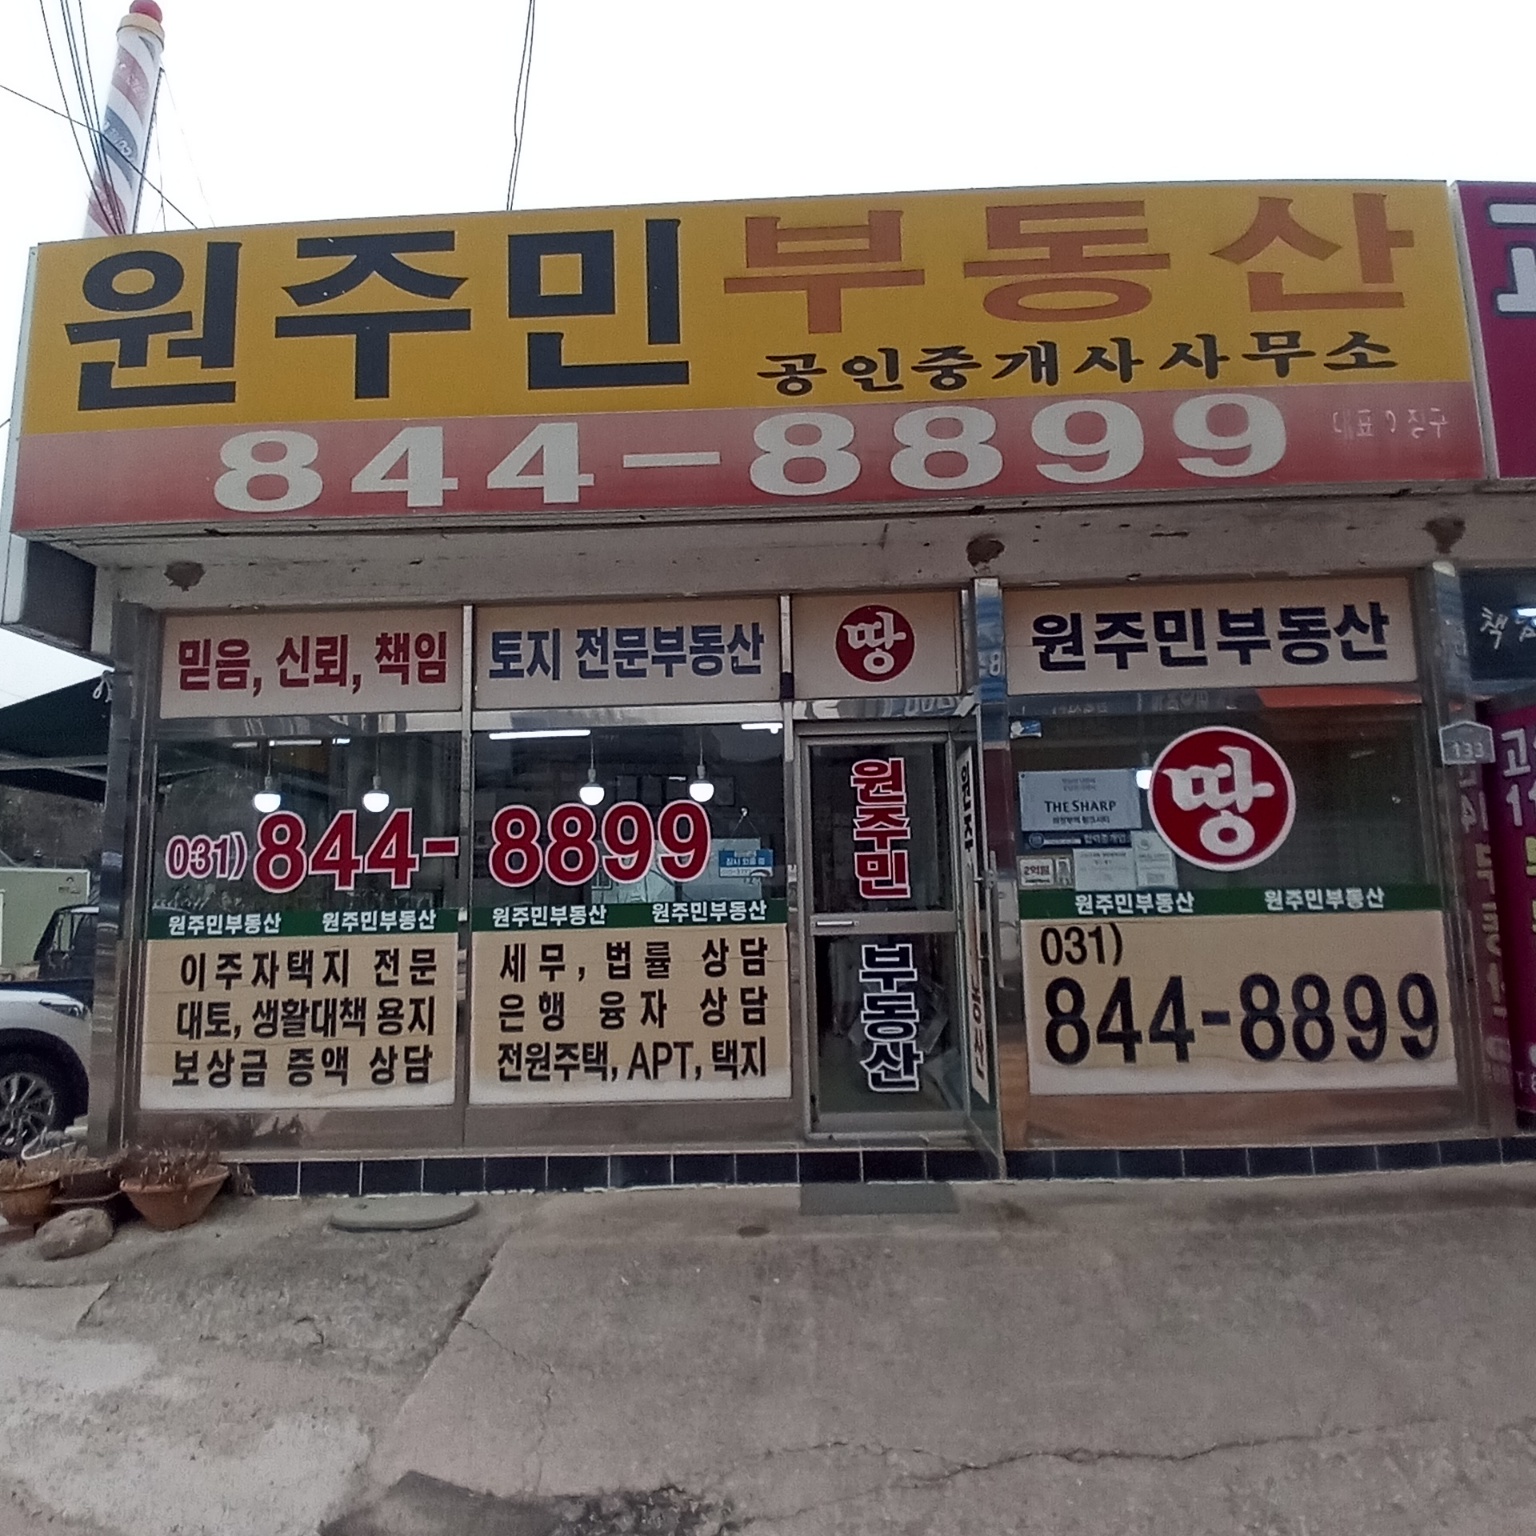 원주민부동산
공인중개사사무소
844-8899
믿음, 신뢰, 책임
토지 전문부동산
땅
원주민부동산
(031) 844-8899
원주민부동산 원주민부동산
원주민부동산 원주민부동산
이주자택지 전문
대토, 생활대책 용지
보상금 증액 상담
세무, 법률 상담
은행 융자 상담
전원주택, APT, 택지
원주민
부동산
THE SHARP
땅
원주민부동산 원주민부동산
031)
844-8899
133